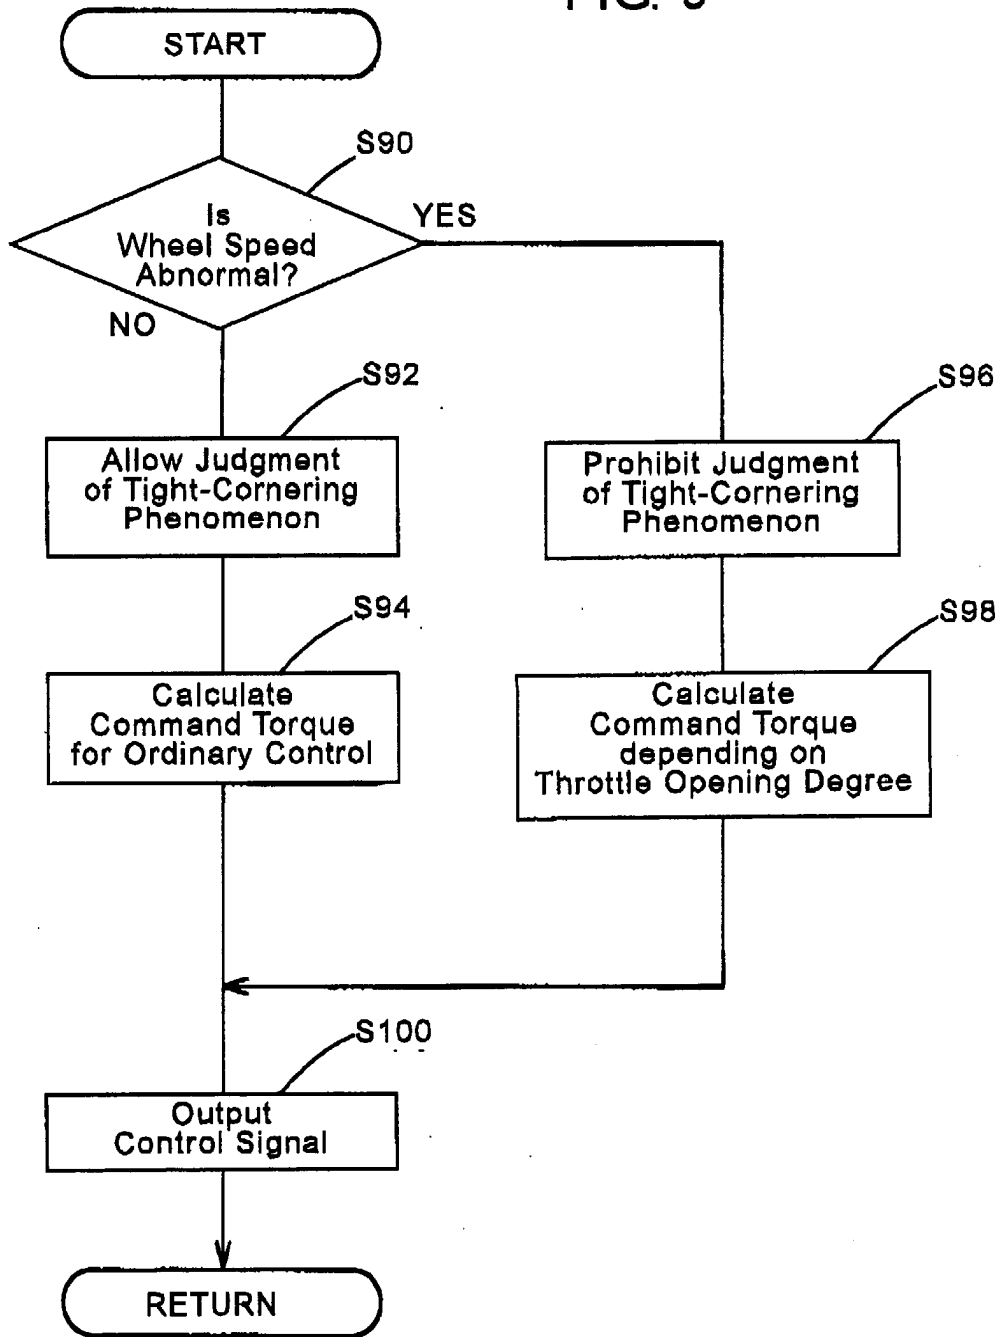 FIG.
START
S90
Is
Wheel Speed
Abnormal?
YES
NO
S92
Allow Judgment
of Tight-Cornering
Phenomenon
S96
Prohibit Judgment
of Tight-Cornering
Phenomenon
S94
Calculate
Command Torque
for Ordinary Control
S98
Calculate
Command Torque
depending on
Throttle Opening Degree
S100
Output
Control Signal
RETURN